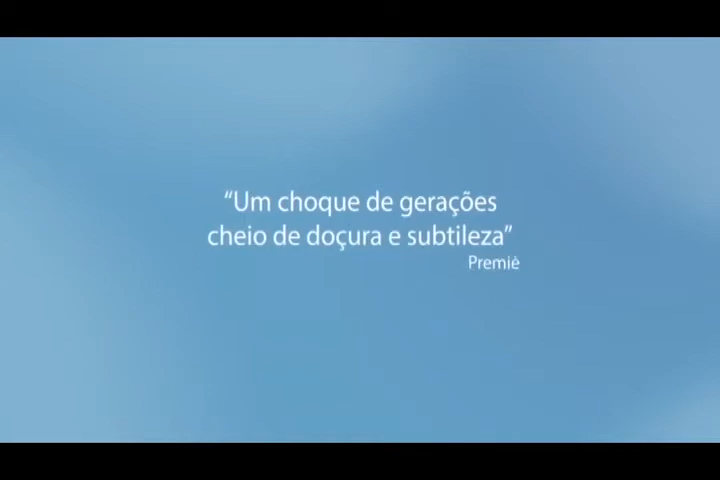 “Um choque de gerações
cheio de doçura e subtileza”
Premiè